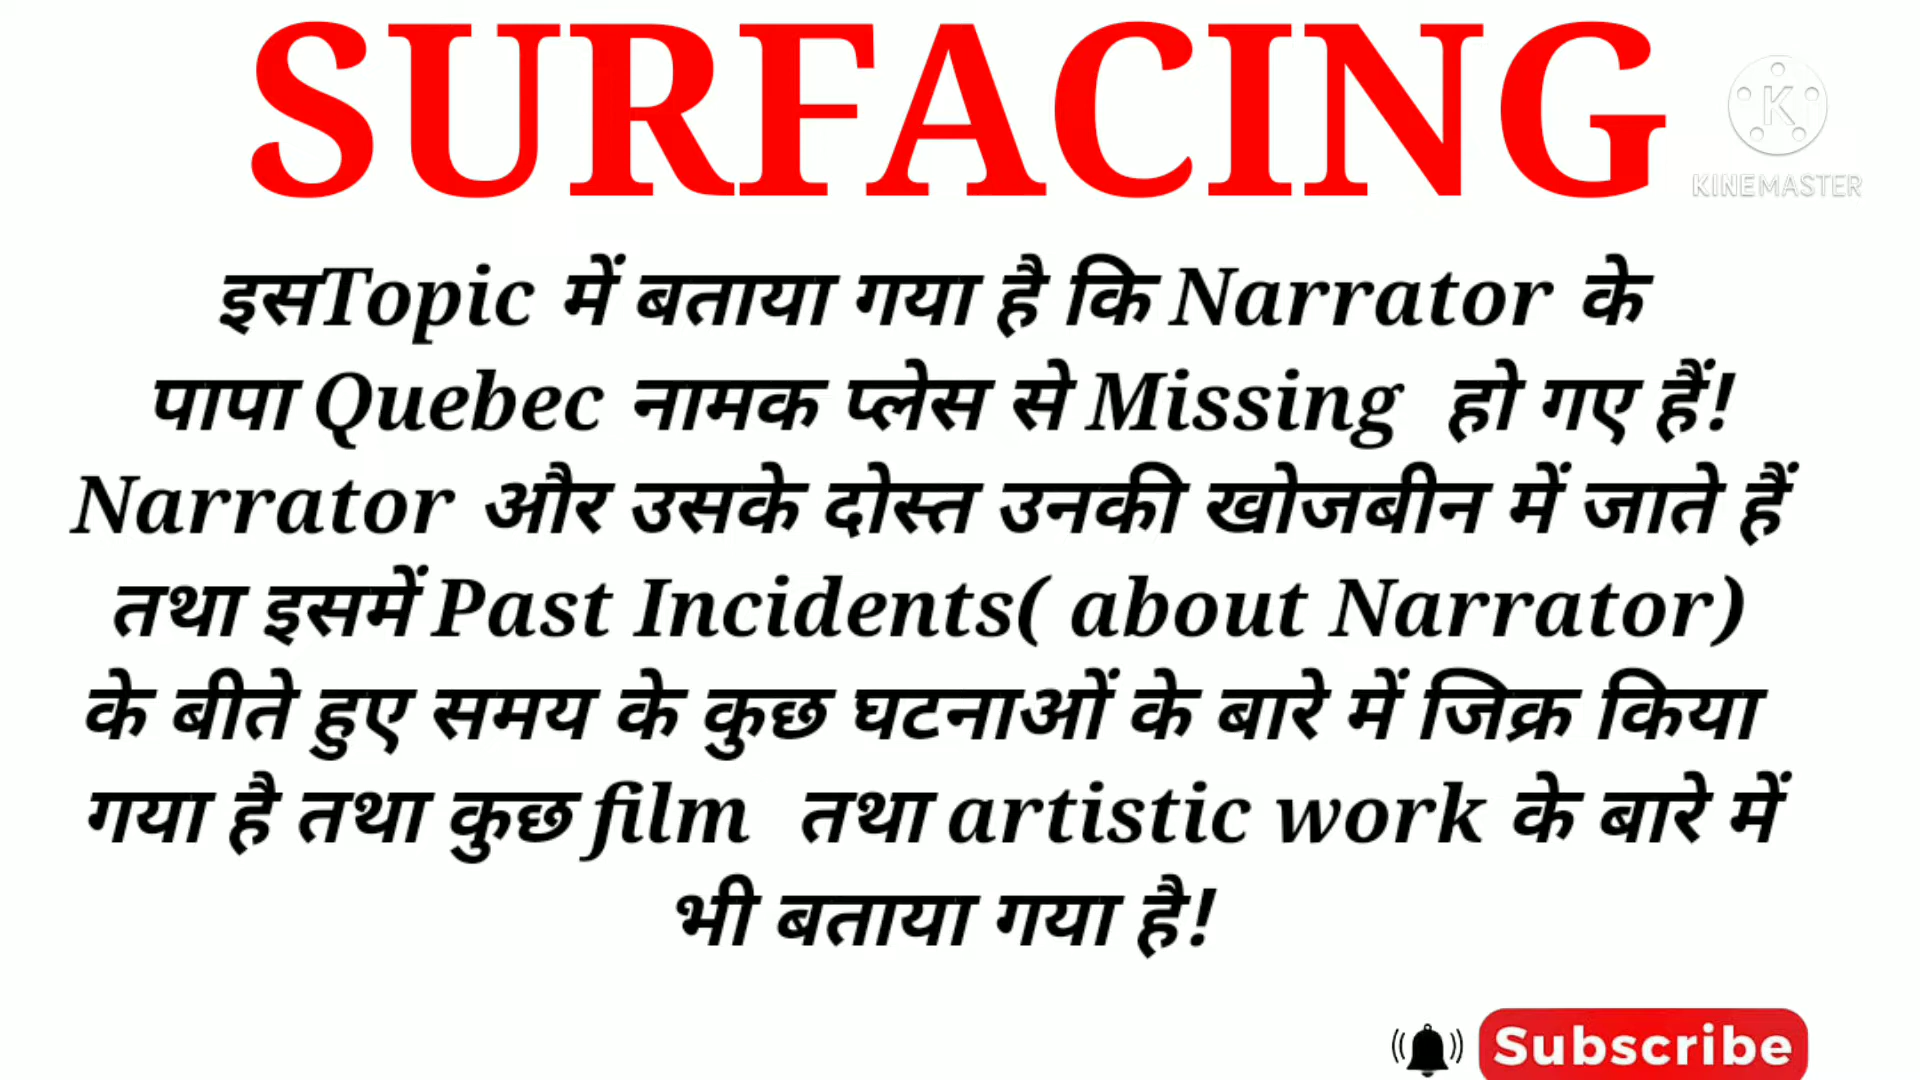 SURFACING
K
KINEMASTER
इसTopic में बताया गया है कि Narrator के
पापा Quebec नामक प्लेस से Missing हो गए हैं!
Narrator और उसके दोस्त उनकी खोजबीन में जाते हैं
तथा इसमें Past Incidents( about Narrator)
के बीते हुए समय के कुछ घटनाओं के बारे में जिक्र किया
गया है तथा कुछ film तथा artistic work के बारे में
भी बताया गया है!
Subscribe